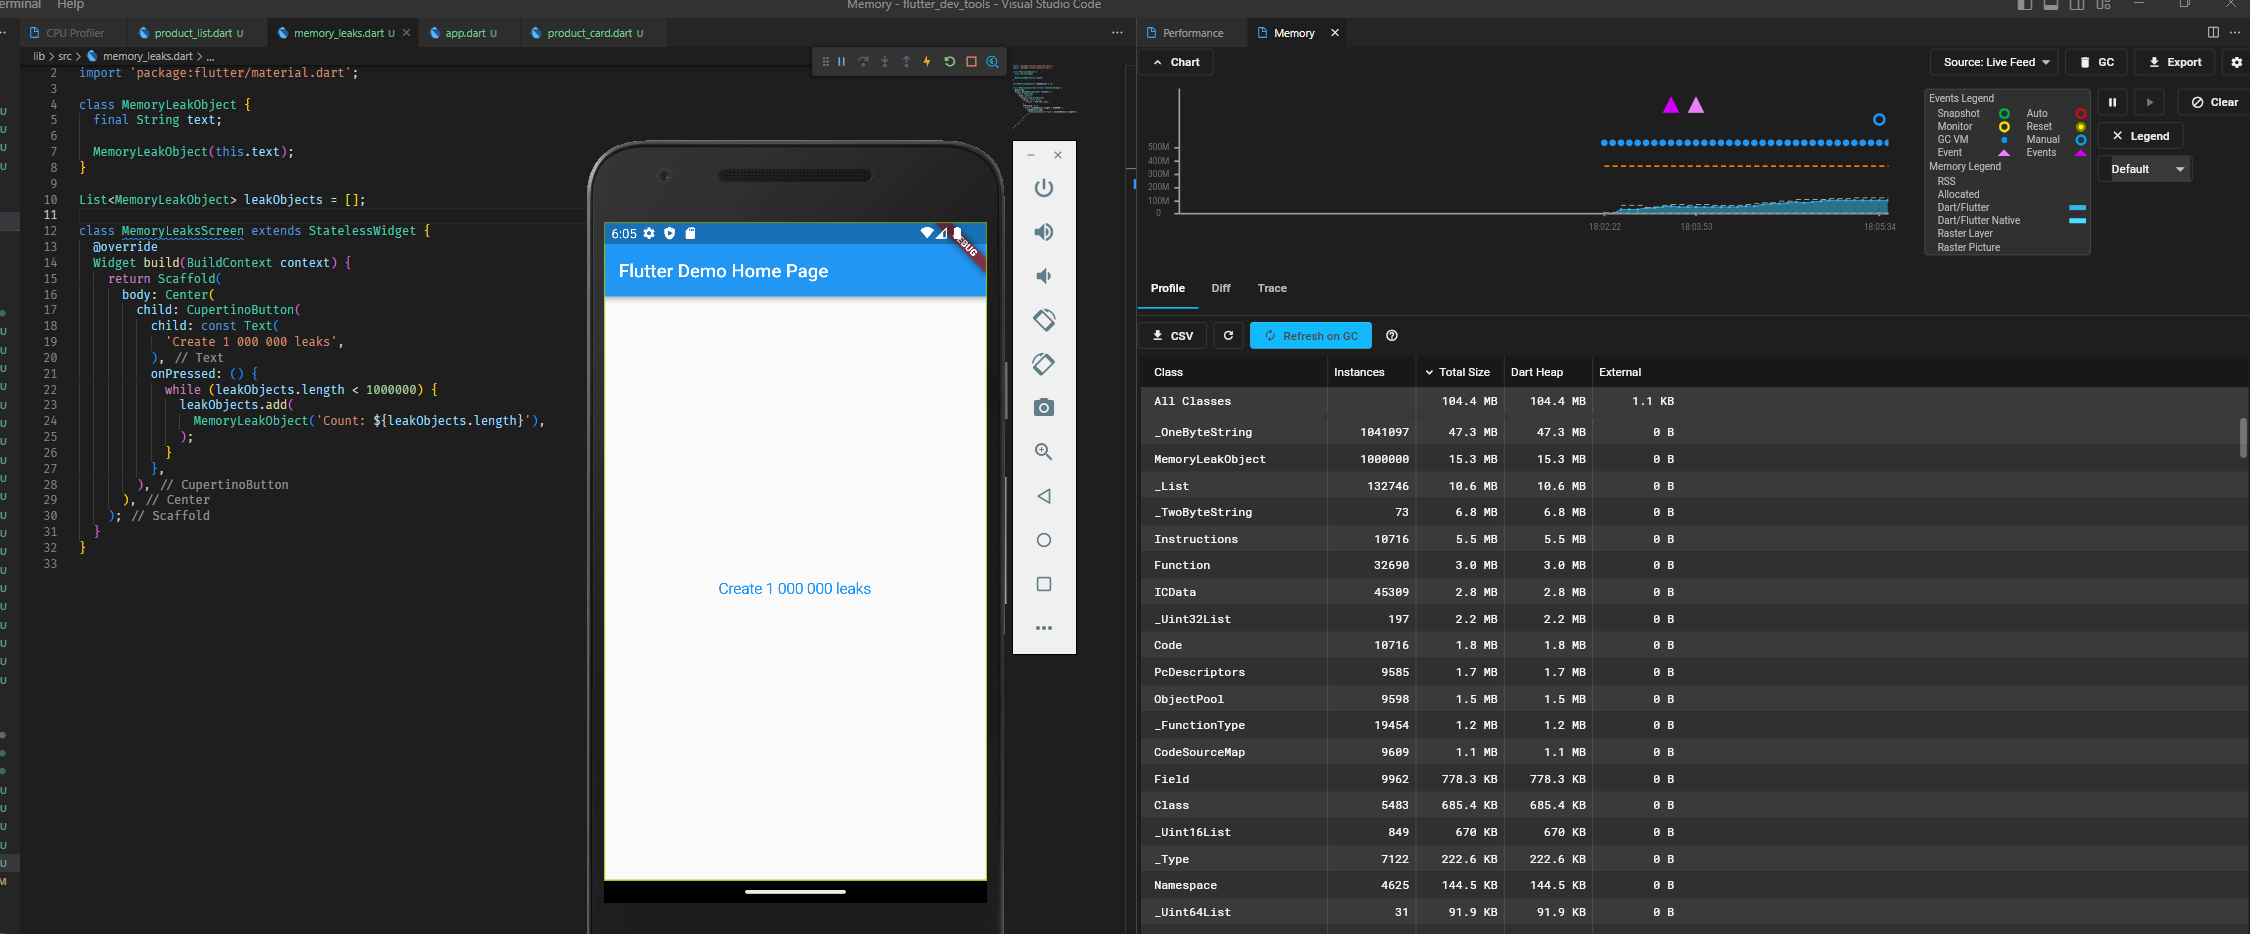 Terminal Help
Memory - flutter_dev_tools - Visual Studio Code
CPU Profiler
product_list.dart U
memory_leaks.dart U
app.dart U
product_card.dart U
lib > src > memory_leaks.dart > ...
2 import 'package:flutter/material.dart';
3
4 class MemoryLeakObject {
5 final String text;
6
7 MemoryLeakObject(this.text);
8 }
9
10 List<MemoryLeakObject> leakObjects = [];
11
12 class MemoryLeaksScreen extends StatelessWidget {
13 @override
14 Widget build(BuildContext context) {
15 return Scaffold(
16 body: Center(
17 child: CupertinoButton(
18 child: const Text(
19 'Create 1 000 000 leaks',
20 ), // Text
21 onPressed: () {
22 while (leakObjects.length < 1000000) {
23 leakObjects.add(
24 MemoryLeakObject('Count: ${leakObjects.length}'),
25 );
26 }
27 },
28 ), // CupertinoButton
29 ), // Center
30 ); // Scaffold
31 }
32 }
33
6:05
Flutter Demo Home Page
Create 1 000 000 leaks
Performance
Memory
Chart
Source: Live Feed
GC
Export
500M
400M
300M
200M
100M
0
18:02:22
18:03:53
18:05:34
Events Legend
Snapshot Auto
Monitor Reset
GC VM Manual
Event Events
Memory Legend
RSS
Allocated
Dart/Flutter
Dart/Flutter Native
Raster Layer
Raster Picture
Clear
Legend
Default
Profile Diff Trace
CSV
Refresh on GC
Class Instances Total Size Dart Heap External
All Classes 104.4 MB 104.4 MB 1.1 KB
_OneByteString 1041097 47.3 MB 47.3 MB 0 B
MemoryLeakObject 1000000 15.3 MB 15.3 MB 0 B
_List 132746 10.6 MB 10.6 MB 0 B
_TwoByteString 73 6.8 MB 6.8 MB 0 B
Instructions 10716 5.5 MB 5.5 MB 0 B
Function 32690 3.0 MB 3.0 MB 0 B
ICData 45309 2.8 MB 2.8 MB 0 B
_Uint32List 197 2.2 MB 2.2 MB 0 B
Code 10716 1.8 MB 1.8 MB 0 B
PcDescriptors 9585 1.7 MB 1.7 MB 0 B
ObjectPool 9598 1.5 MB 1.5 MB 0 B
_FunctionType 19454 1.2 MB 1.2 MB 0 B
CodeSourceMap 9609 1.1 MB 1.1 MB 0 B
Field 9962 778.3 KB 778.3 KB 0 B
Class 5483 685.4 KB 685.4 KB 0 B
_Uint16List 849 670 KB 670 KB 0 B
_Type 7122 222.6 KB 222.6 KB 0 B
Namespace 4625 144.5 KB 144.5 KB 0 B
_Uint64List 31 91.9 KB 91.9 KB 0 B